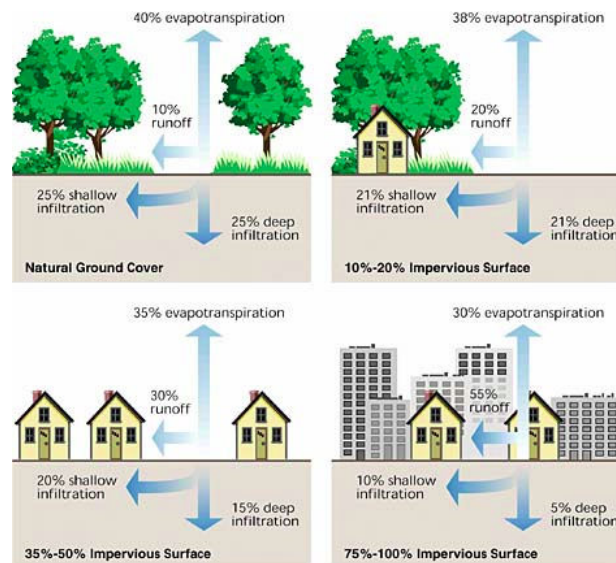 40% evapotranspiration
10%
runoff
25% shallow
infiltration
25% deep
infiltration
Natural Ground Cover
38% evapotranspiration
20%
runoff
21% shallow
infiltration
21% deep
infiltration
10%-20% Impervious Surface
35% evapotranspiration
30%
runoff
20% shallow
infiltration
15% deep
infiltration
35%-50% Impervious Surface
30% evapotranspiration
55%
runoff
10% shallow
infiltration
5% deep
infiltration
75%-100% Impervious Surface